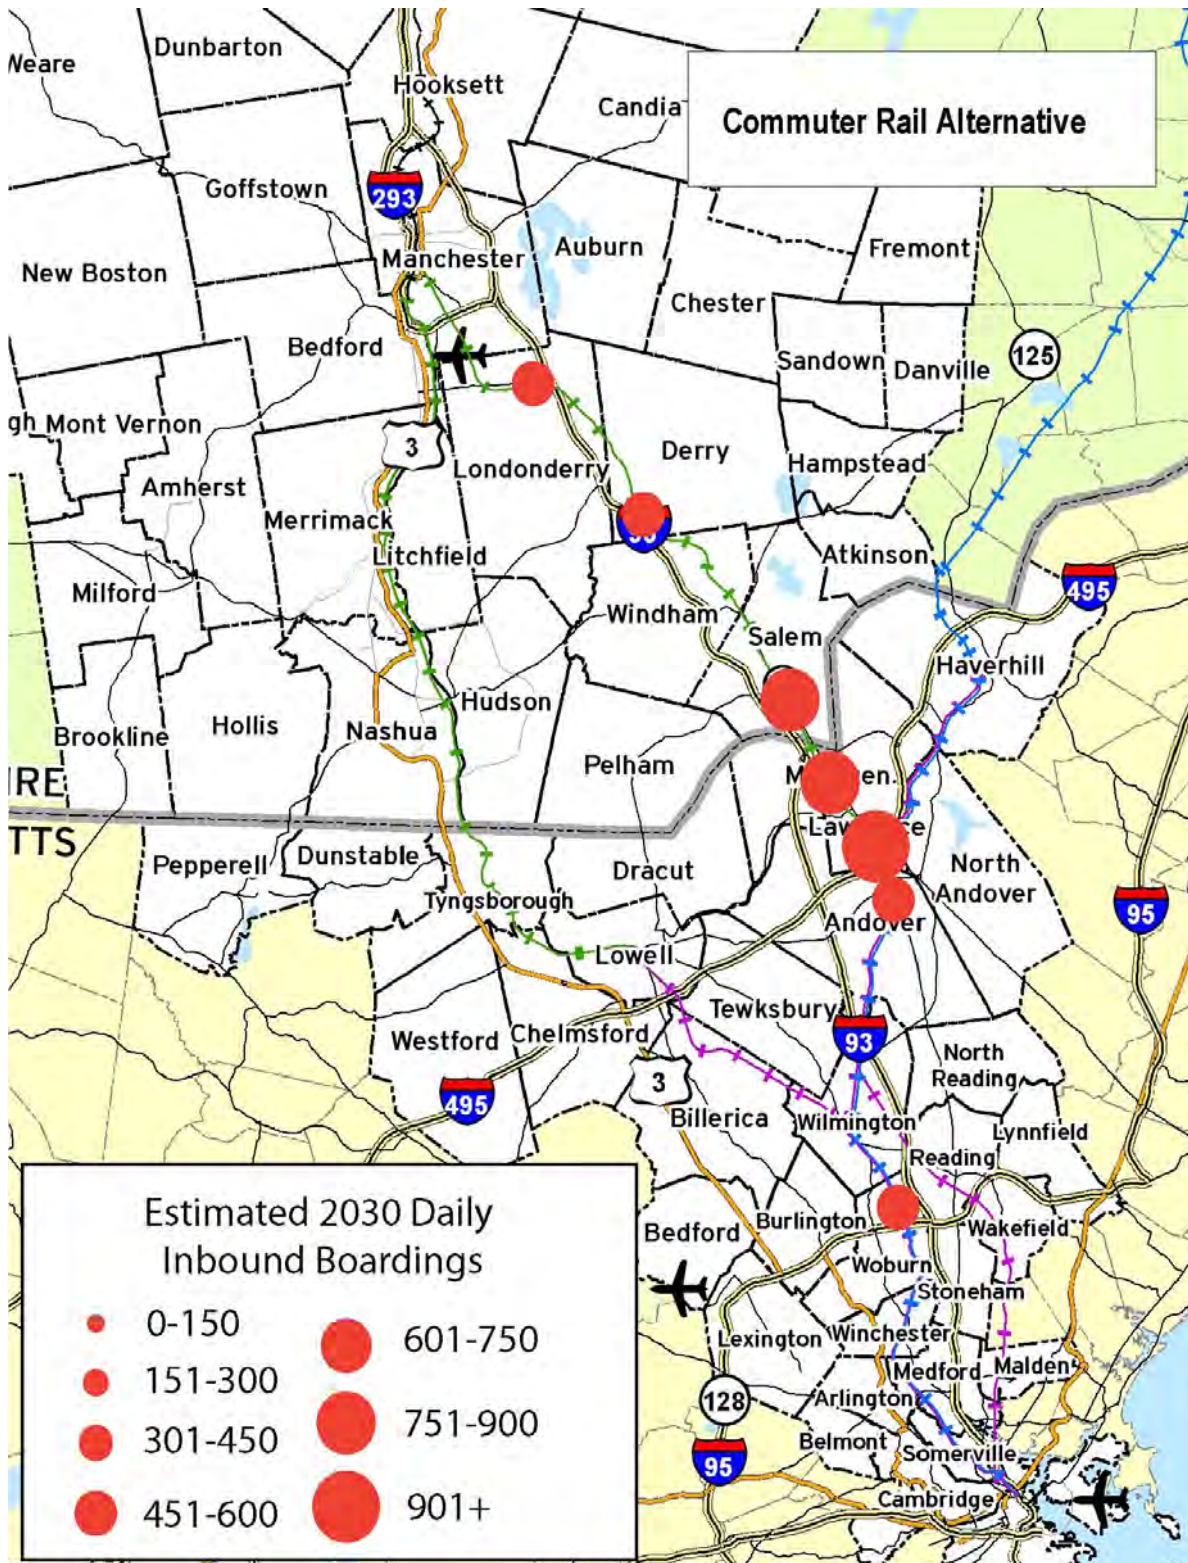 Dunbarton
Weare
Hooksett
Candia
Commuter Rail Alternative
Goffstown
293
Auburn
Fremont
Manchester
New Boston
Chester
Bedford
Sandown
Danville
125
gh
Mont Vernon
3
Londonderry
Derry
Hampstead
Amherst
Merrimack
Litchfield
Atkinson
Milford
495
Windham
Salem
Haverhill
Hudson
Hollis
Nashua
Brookline
Pelham
IRE
TTS
Pepperell
Dunstable
Dracut
North
Andover
Tyngsborough
Andover
95
Lowell
Tewksbury
Westford
Chelmsford
93
North
Reading
3
495
Billerica
Wilmington
Lynnfield
Reading
Burlington
Wakefield
Bedford
Woburn
Stoneham
Lexington
Winchester
Medford
Malden
Arlington
128
Belmont
Somerville
95
Cambridge
Estimated 2030 Daily
Inbound Boardings
0-150
151-300
301-450
451-600
601-750
751-900
901+